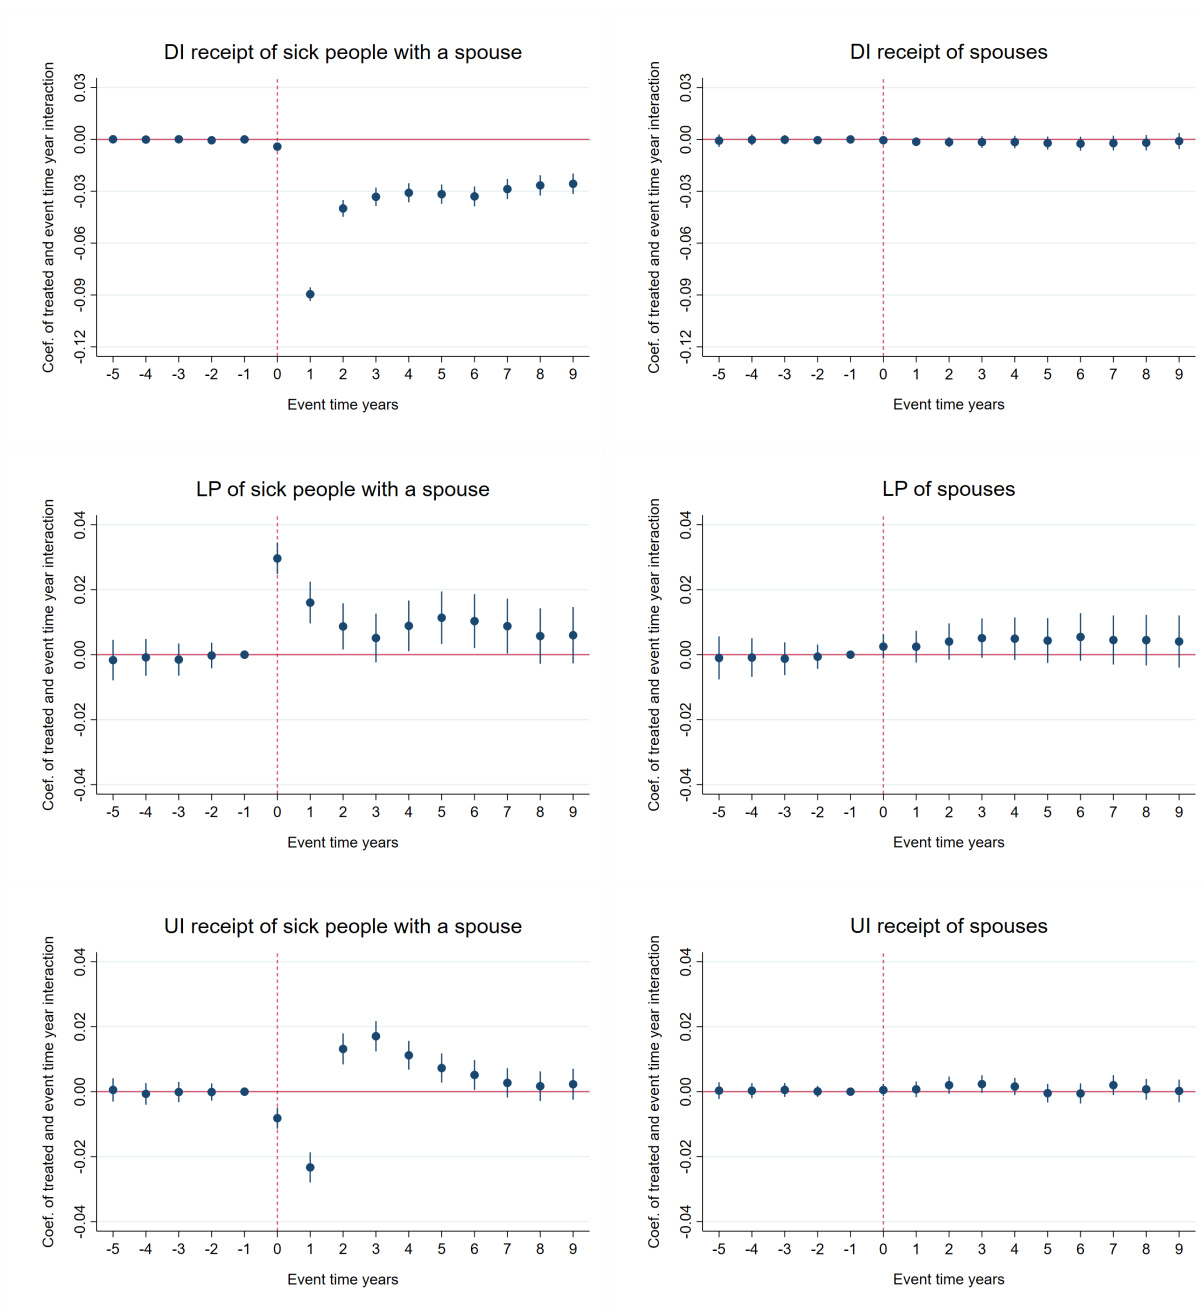 DI receipt of sick people with a spouse
Coef. of treated and event time year interaction
0.03
0.00
-0.03
-0.06
-0.09
-0.12
-5 -4 -3 -2 -1 0 1 2 3 4 5 6 7 8 9
Event time years
DI receipt of spouses
Coef. of treated and event time year interaction
0.03
0.00
-0.03
-0.06
-0.09
-0.12
-5 -4 -3 -2 -1 0 1 2 3 4 5 6 7 8 9
Event time years
LP of sick people with a spouse
Coef. of treated and event time year interaction
0.04
0.02
0.00
-0.02
-0.04
-5 -4 -3 -2 -1 0 1 2 3 4 5 6 7 8 9
Event time years
LP of spouses
Coef. of treated and event time year interaction
0.04
0.02
0.00
-0.02
-0.04
-5 -4 -3 -2 -1 0 1 2 3 4 5 6 7 8 9
Event time years
UI receipt of sick people with a spouse
Coef. of treated and event time year interaction
0.04
0.02
0.00
-0.02
-0.04
-5 -4 -3 -2 -1 0 1 2 3 4 5 6 7 8 9
Event time years
UI receipt of spouses
Coef. of treated and event time year interaction
0.04
0.02
0.00
-0.02
-0.04
-5 -4 -3 -2 -1 0 1 2 3 4 5 6 7 8 9
Event time years